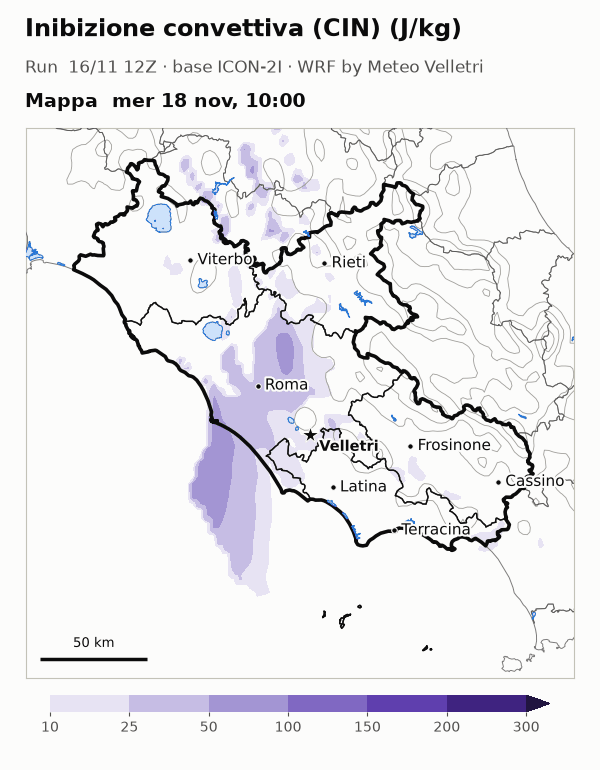 Inibizione convettiva (CIN) (J/kg)
Run  16/11 12Z · base ICON-2I · WRF by Meteo Velletri
Mappa  mer 18 nov, 10:00
Viterbo
Rieti
Roma
Velletri
Frosinone
Latina
Cassino
Terracina
50 km
10 25 50 100 150 200 300